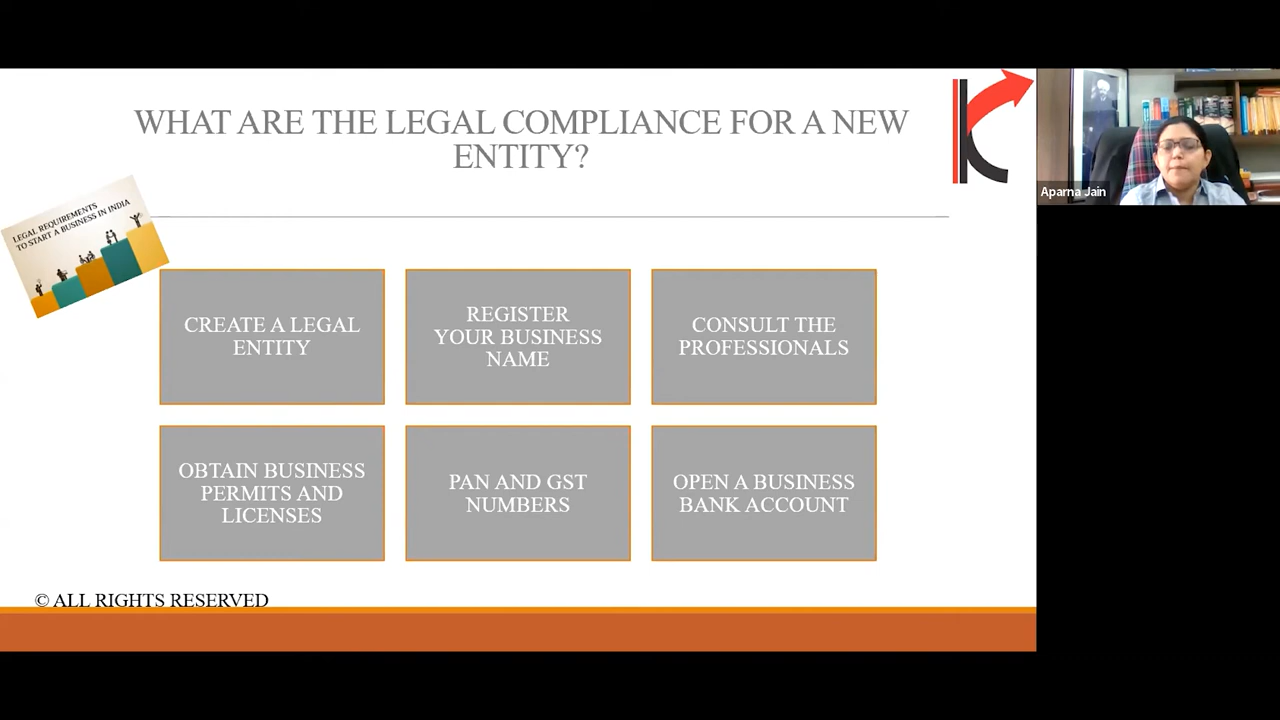 WHAT ARE THE LEGAL COMPLIANCE FOR A NEW
ENTITY?
Aparna Jain
LEGAL REQUIREMENTS
TO START A BUSINESS IN INDIA
CREATE A LEGAL
ENTITY
REGISTER
YOUR BUSINESS
NAME
CONSULT THE
PROFESSIONALS
OBTAIN BUSINESS
PERMITS AND
LICENSES
PAN AND GST
NUMBERS
OPEN A BUSINESS
BANK ACCOUNT
© ALL RIGHTS RESERVED